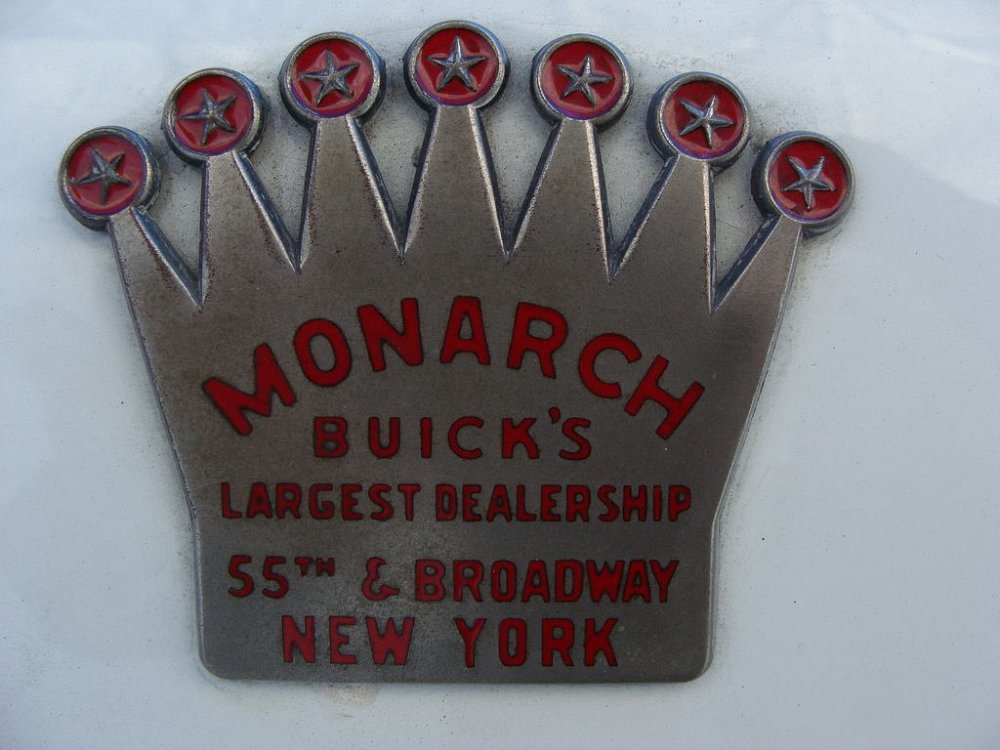 MONARCH
BUICK'S
LARGEST DEALERSHIP
55TH & BROADWAY
NEW YORK